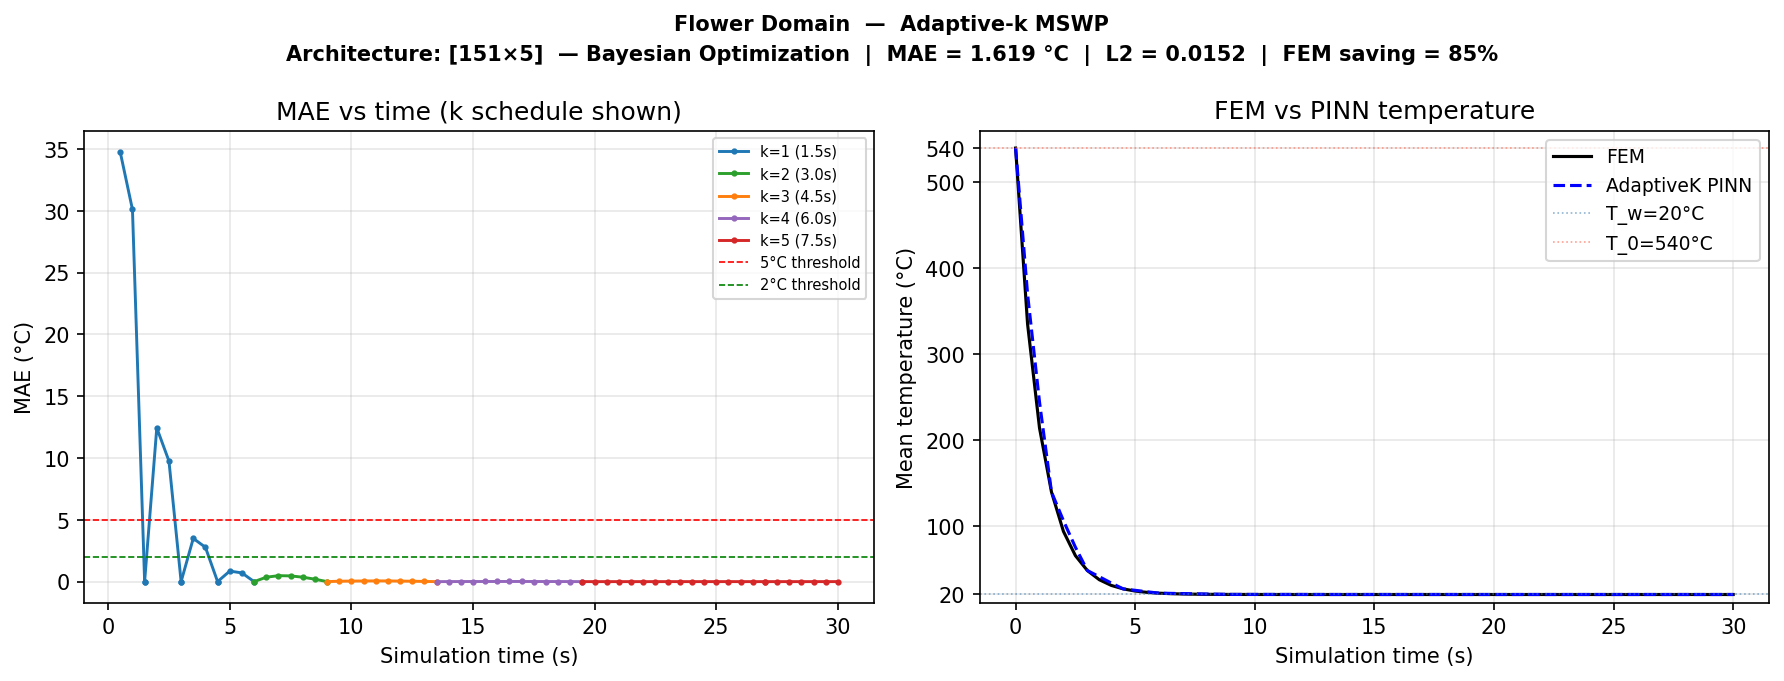 Flower Domain — Adaptive-k MSWP
Architecture: [151×5] — Bayesian Optimization | MAE = 1.619 °C | L2 = 0.0152 | FEM saving = 85%
MAE vs time (k schedule shown)
MAE (°C)
35
30
25
20
15
10
5
0
0 5 10 15 20 25 30
Simulation time (s)
k=1 (1.5s)
k=2 (3.0s)
k=3 (4.5s)
k=4 (6.0s)
k=5 (7.5s)
5°C threshold
2°C threshold
FEM vs PINN temperature
Mean temperature (°C)
540
500
400
300
200
100
20
0 5 10 15 20 25 30
Simulation time (s)
FEM
AdaptiveK PINN
T_w=20°C
T_0=540°C